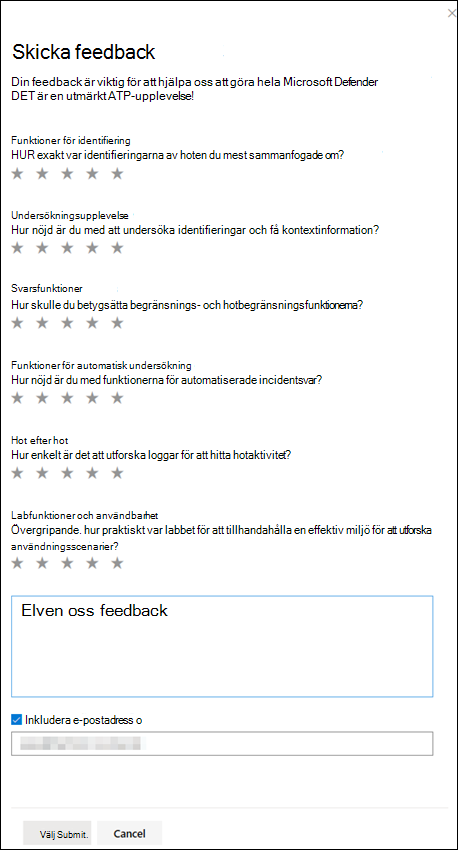 Skicka feedback
Din feedback är viktig för att hjälpa oss att göra hela Microsoft Defender
DET är en utmärkt ATP-upplevelse!
Funktioner för identifiering
HUR exakt var identifieringarna av hoten du mest sammanfogade om?
Undersökningsupplevelse
Hur nöjd är du med att undersöka identifieringar och få kontextinformation?
Svarsfunktioner
Hur skulle du betygsätta begränsnings- och hotbegränsningsfunktionerna?
Funktioner för automatisk undersökning
Hur nöjd är du med funktionerna för automatiserade incidentsvar?
Hot efter hot
Hur enkelt är det att utforska loggar för att hitta hotaktivitet?
Labfunktioner och användbarhet
Övergripande. hur praktiskt var labbet för att tillhandahålla en effektiv miljö för att utforska
användningsscenarier?
Elven oss feedback
Inkludera e-postadress o
Välj Submit.
Cancel